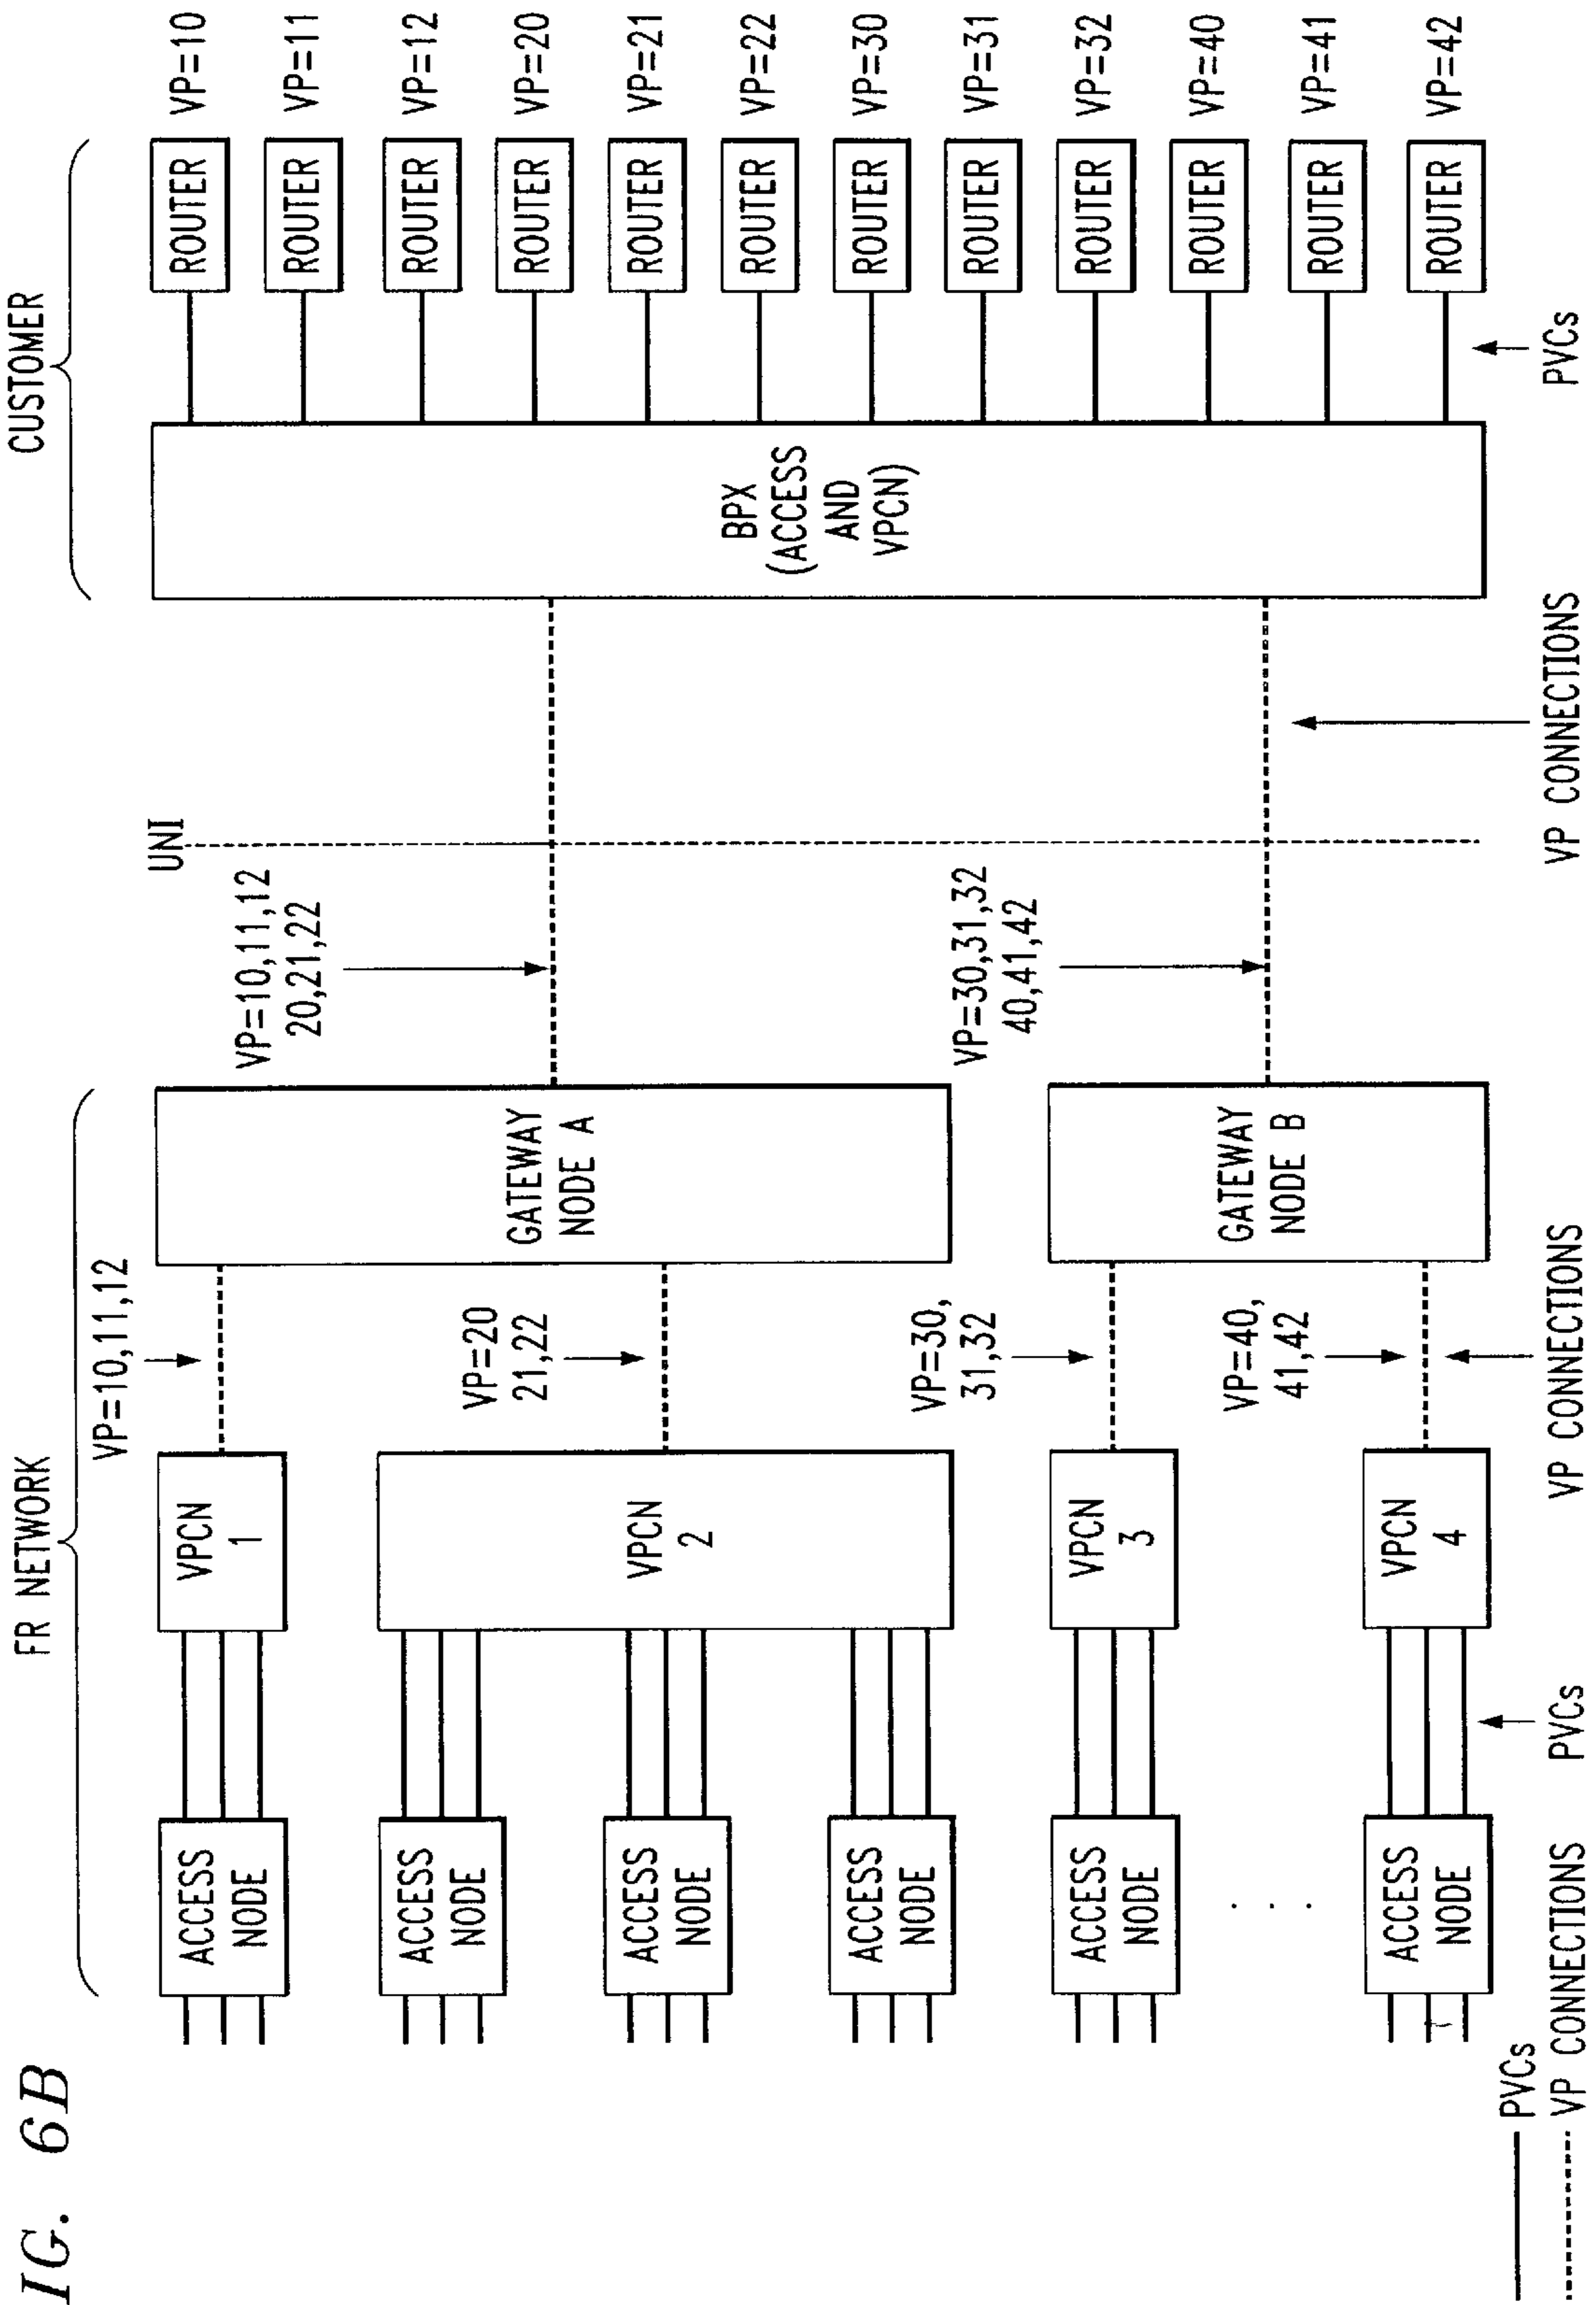 IG. 6B
FR NETWORK
CUSTOMER
ACCESS
NODE
ACCESS
NODE
ACCESS
NODE
ACCESS
NODE
ACCESS
NODE
. . .
ACCESS
NODE
PVCs
VPCN
1
VPCN
2
VPCN
3
VPCN
4
VP=10,11,12
VP=20
21,22
VP=30,
31,32
VP=40,
41,42
VP CONNECTIONS
GATEWAY
NODE A
GATEWAY
NODE B
VP=10,11,12
20,21,22
VP=30,31,32
40,41,42
UNI
VP CONNECTIONS
BPX
(ACCESS
AND
VPCN)
PVCs
ROUTER
VP=10
ROUTER
VP=11
ROUTER
VP=12
ROUTER
VP=20
ROUTER
VP=21
ROUTER
VP=22
ROUTER
VP=30
ROUTER
VP=31
ROUTER
VP=32
ROUTER
VP=40
ROUTER
VP=41
ROUTER
VP=42
PVCs
VP CONNECTIONS